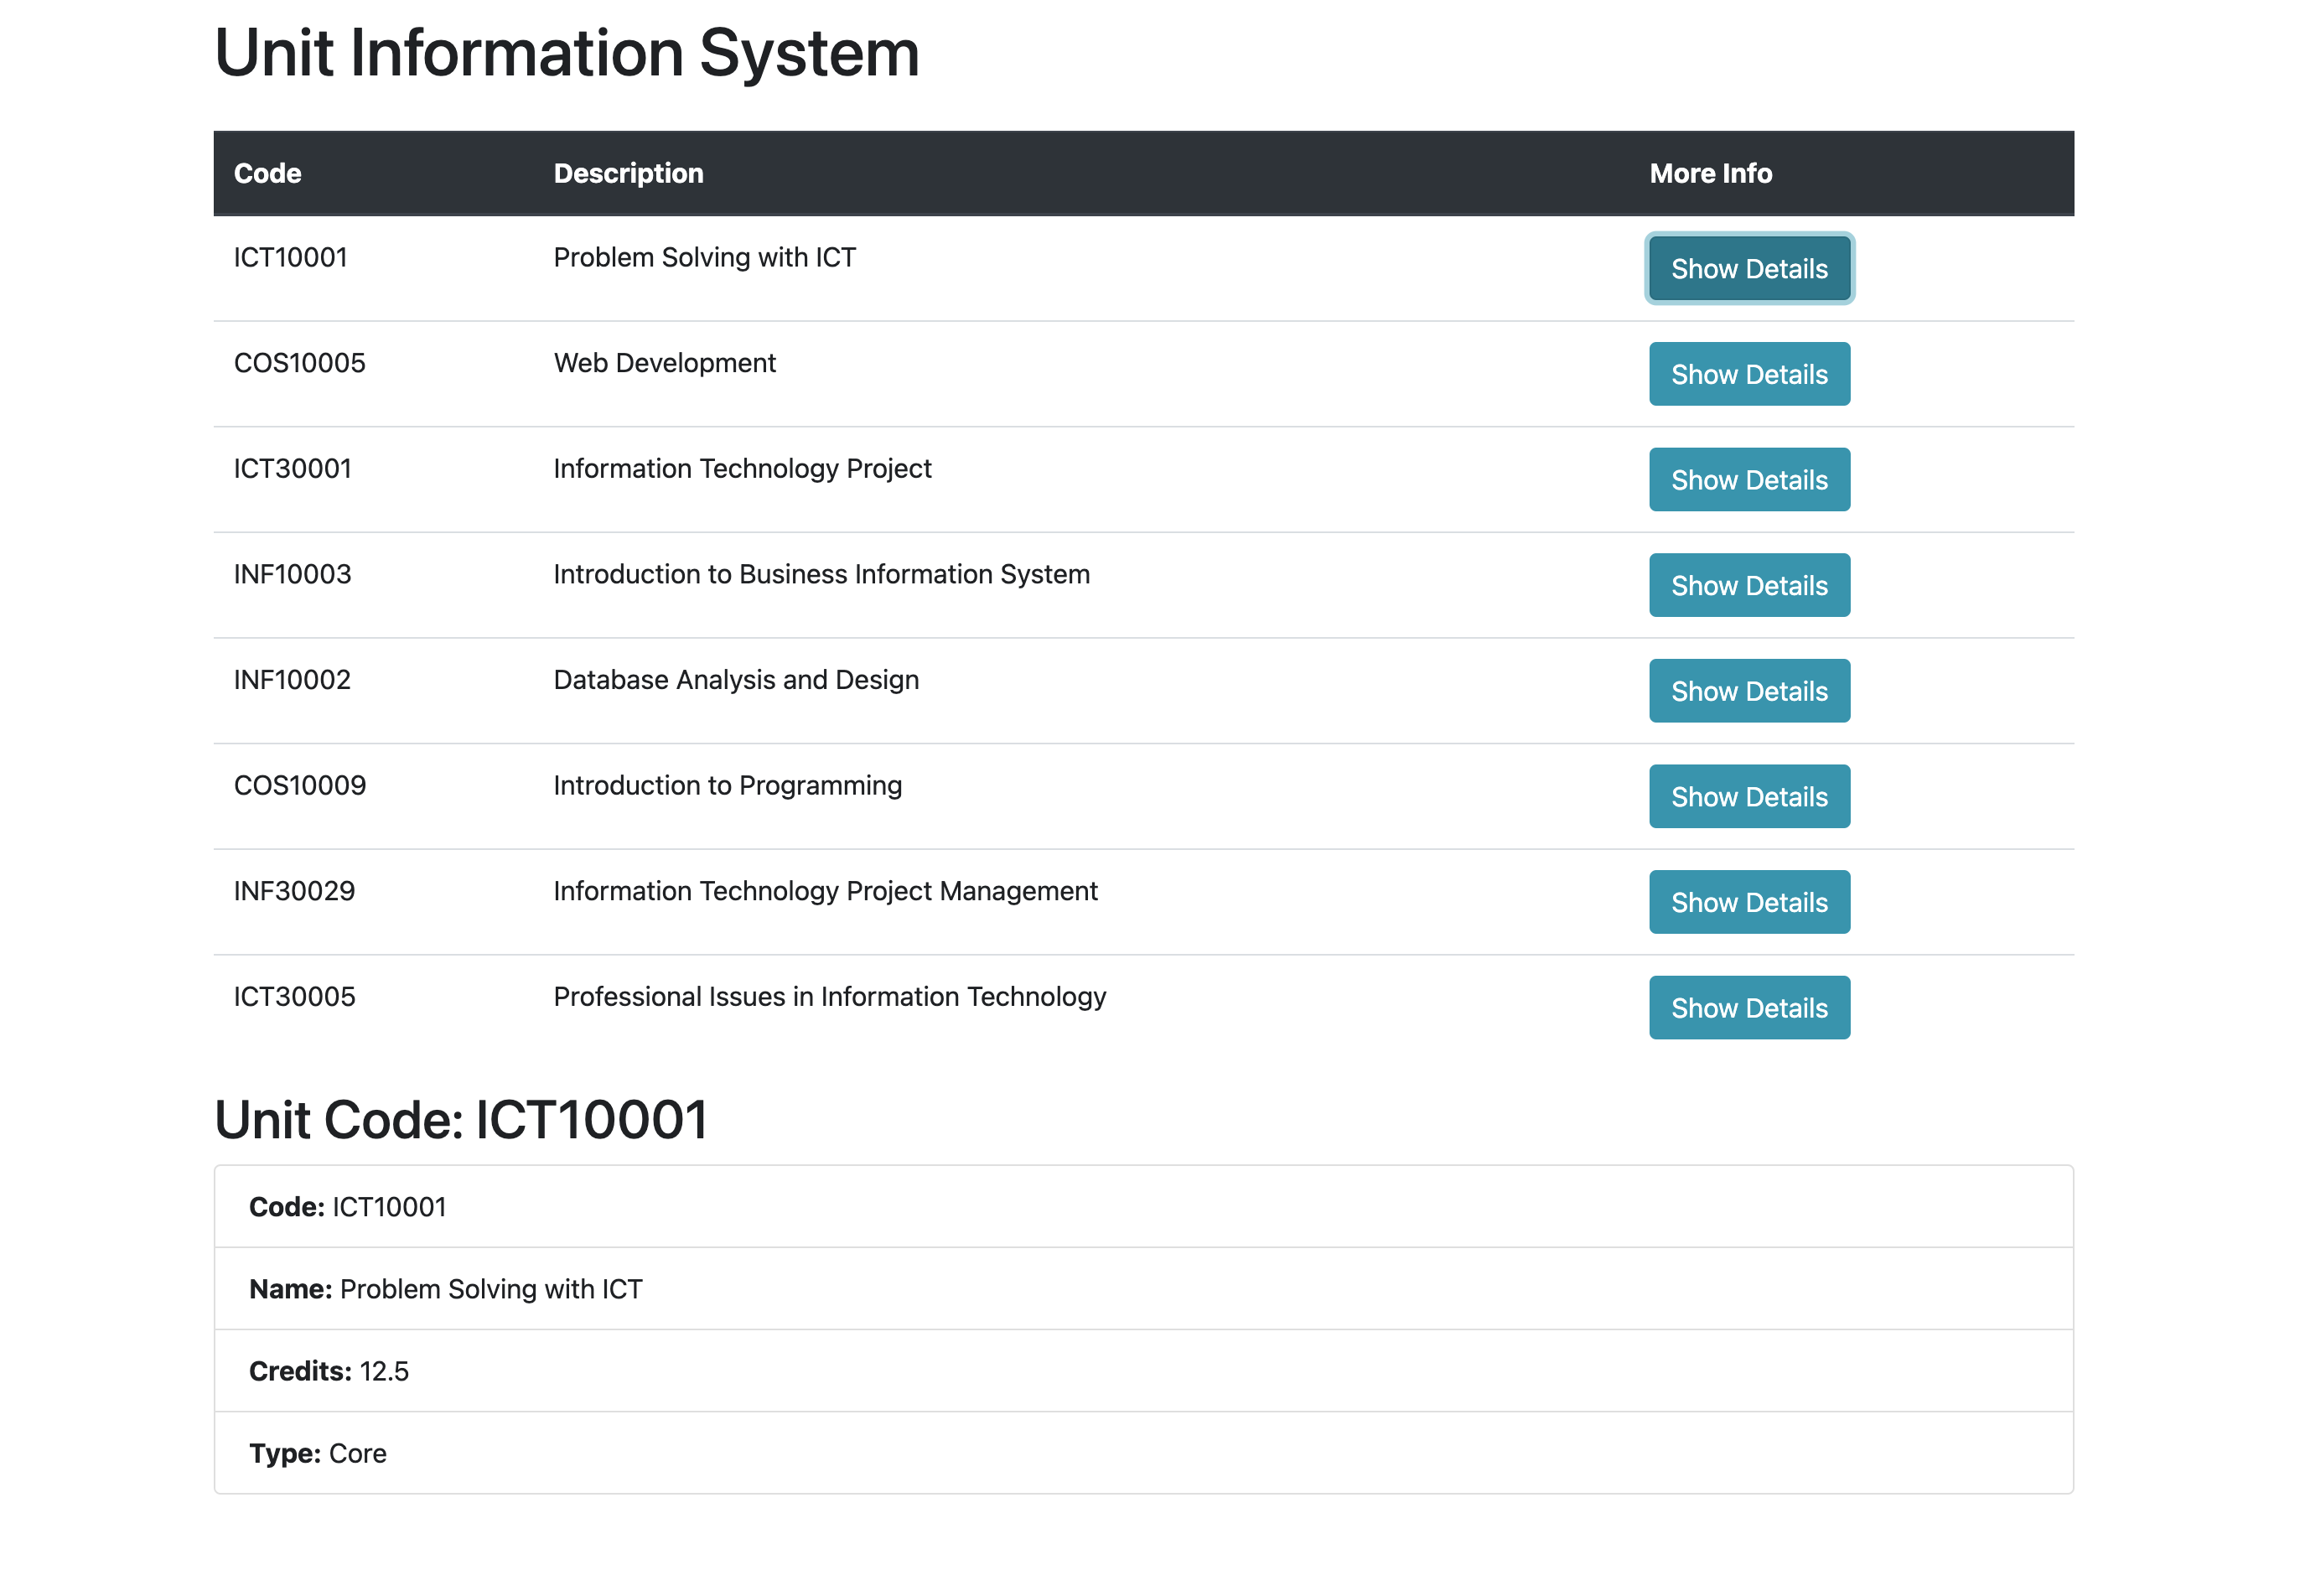 Unit Information System
Code Description More Info
ICT10001 Problem Solving with ICT Show Details
COS10005 Web Development Show Details
ICT30001 Information Technology Project Show Details
INF10003 Introduction to Business Information System Show Details
INF10002 Database Analysis and Design Show Details
COS10009 Introduction to Programming Show Details
INF30029 Information Technology Project Management Show Details
ICT30005 Professional Issues in Information Technology Show Details
Unit Code: ICT10001
Code: ICT10001
Name: Problem Solving with ICT
Credits: 12.5
Type: Core